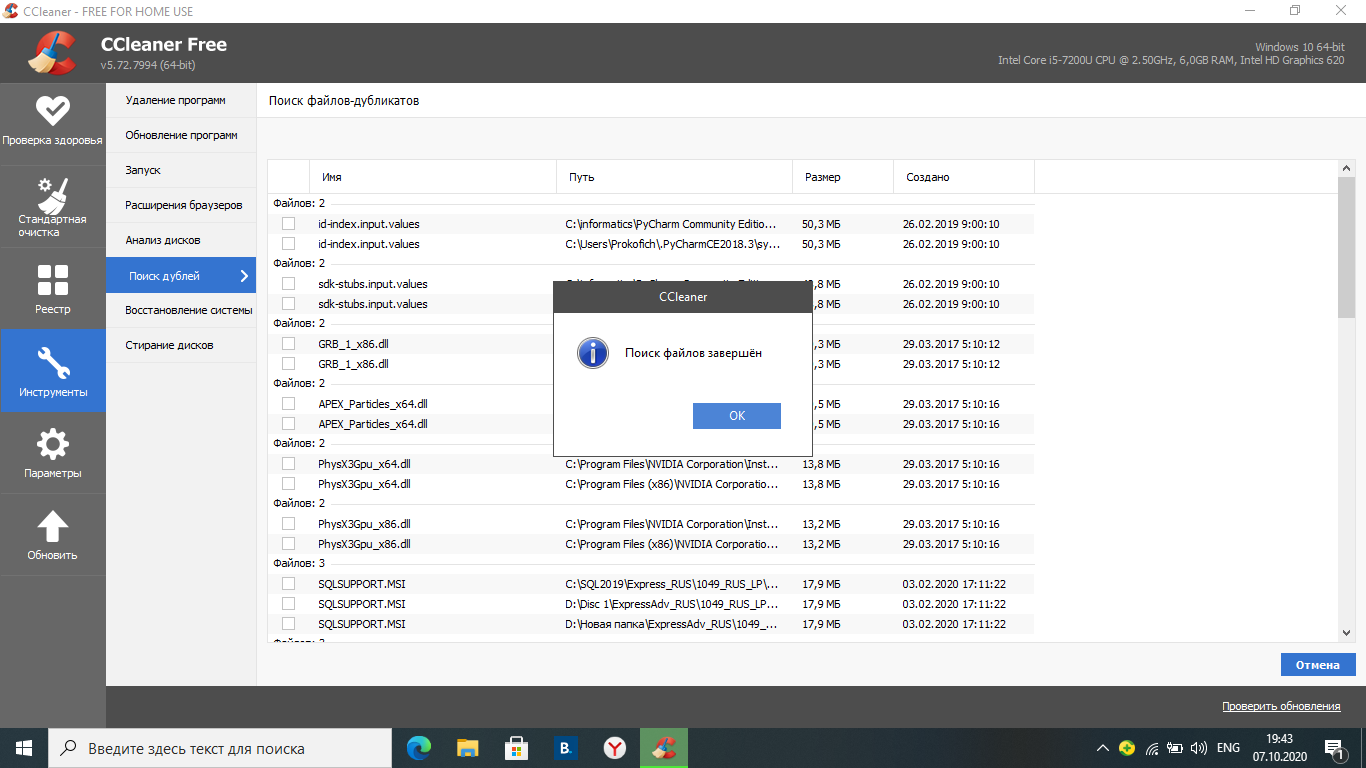 CCleaner - FREE FOR HOME USE
CCleaner Free
v5.72.7994 (64-bit)
Windows 10 64-bit
Intel Core i5-7200U CPU @ 2.50GHz, 6,0GB RAM, Intel HD Graphics 620
Проверка здоровья
Стандартная
очистка
Реестр
Инструменты
Параметры
Обновить
Удаление программ
Обновление программ
Запуск
Расширения браузеров
Анализ дисков
Поиск дублей
Восстановление системы
Стирание дисков
Поиск файлов-дубликатов
Имя Путь Размер Создано
Файлов: 2
id-index.input.values C:\informatics\PyCharm Community Editio... 50,3 МБ 26.02.2019 9:00:10
id-index.input.values C:\Users\Prokofich\.PyCharmCE2018.3\sy... 50,3 МБ 26.02.2019 9:00:10
Файлов: 2
sdk-stubs.input.values ,8 МБ 26.02.2019 9:00:10
sdk-stubs.input.values ,8 МБ 26.02.2019 9:00:10
Файлов: 2
GRB_1_x86.dll ,3 МБ 29.03.2017 5:10:12
GRB_1_x86.dll ,3 МБ 29.03.2017 5:10:12
Файлов: 2
APEX_Particles_x64.dll ,5 МБ 29.03.2017 5:10:16
APEX_Particles_x64.dll ,5 МБ 29.03.2017 5:10:16
Файлов: 2
PhysX3Gpu_x64.dll C:\Program Files\NVIDIA Corporation\Inst... 13,8 МБ 29.03.2017 5:10:16
PhysX3Gpu_x64.dll C:\Program Files (x86)\NVIDIA Corporatio... 13,8 МБ 29.03.2017 5:10:16
Файлов: 2
PhysX3Gpu_x86.dll C:\Program Files\NVIDIA Corporation\Inst... 13,2 МБ 29.03.2017 5:10:16
PhysX3Gpu_x86.dll C:\Program Files (x86)\NVIDIA Corporatio... 13,2 МБ 29.03.2017 5:10:16
Файлов: 3
SQLSUPPORT.MSI C:\SQL2019\Express_RUS\1049_RUS_LP\... 17,9 МБ 03.02.2020 17:11:22
SQLSUPPORT.MSI D:\Disc 1\ExpressAdv_RUS\1049_RUS_LP... 17,9 МБ 03.02.2020 17:11:22
SQLSUPPORT.MSI D:\Новая папка\ExpressAdv_RUS\1049_... 17,9 МБ 03.02.2020 17:11:22
CCleaner
Поиск файлов завершён
OK
Отмена
Проверить обновления
Введите здесь текст для поиска
B.
Y
ENG
19:43
07.10.2020
1